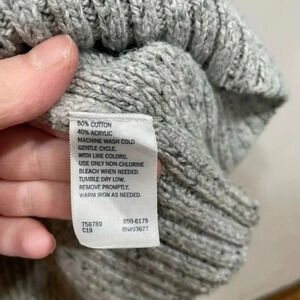 60% COTTON
40% ACRYLIC
MACHINE WASH COLD
GENTLE CYCLE.
WITH LIKE COLORS.
USE ONLY NON-CHLORINE
BLEACH WHEN NEEDED.
TUMBLE DRY LOW.
REMOVE PROMPTLY.
WARM IRON AS NEEDED.
758789 650-6175
C19